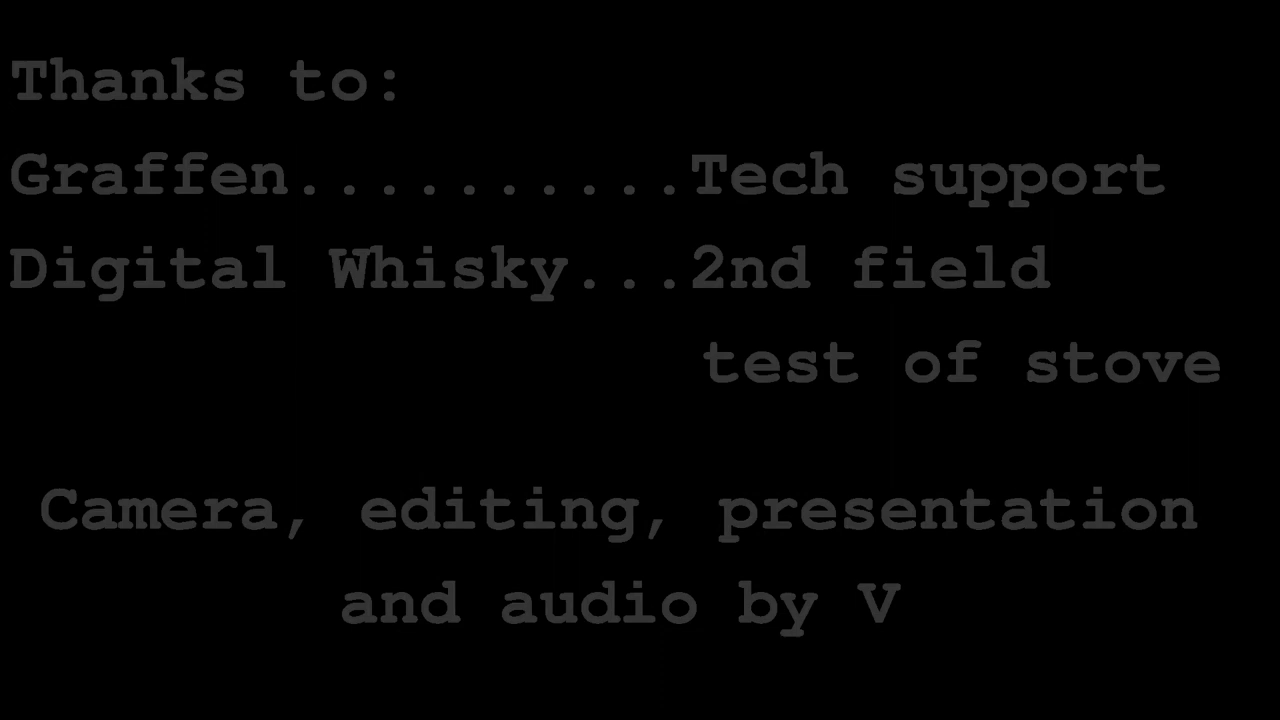 Thanks to:
Graffen..........Tech support
Digital Whisky...2nd field
test of stove
Camera, editing, presentation
and audio by V